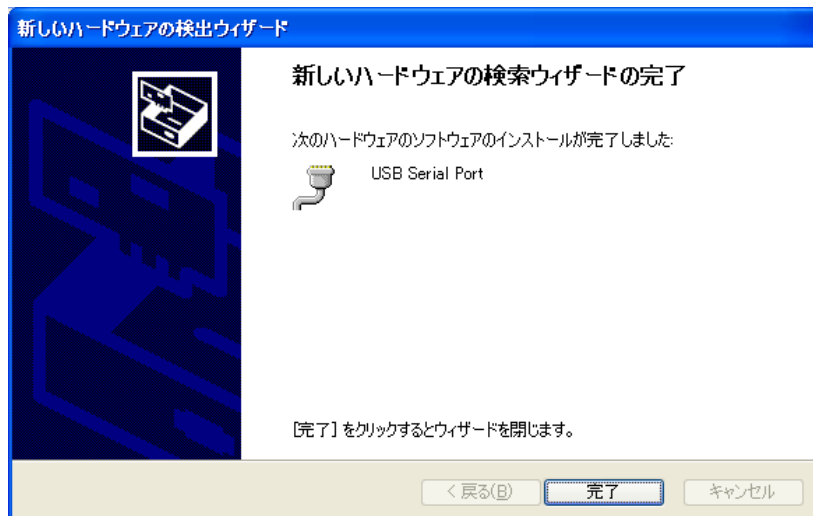 新しいハードウェアの検出ウィザード
新しいハードウェアの検索ウィザードの完了
次のハードウェアのソフトウェアのインストールが完了しました:
USB Serial Port
[完了] をクリックするとウィザードを閉じます。
< 戻る(B)
完了
キャンセル